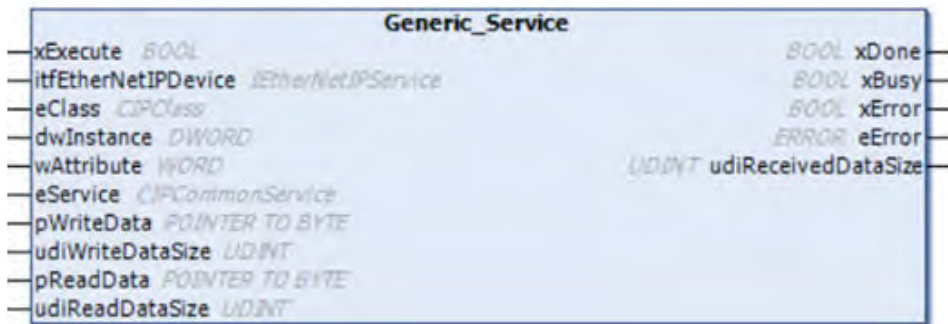 Generic_Service
xExecute BOOL BOOL xDone
itfEtherNetIPDevice IEtherNetIPService BOOL xBusy
eClass CIPClass BOOL xError
dwInstance DWORD ERROR eError
wAttribute WORD UDINT udiReceivedDataSize
eService CIPCommonService
pWriteData POINTER TO BYTE
udiWriteDataSize UDINT
pReadData POINTER TO BYTE
udiReadDataSize UDINT